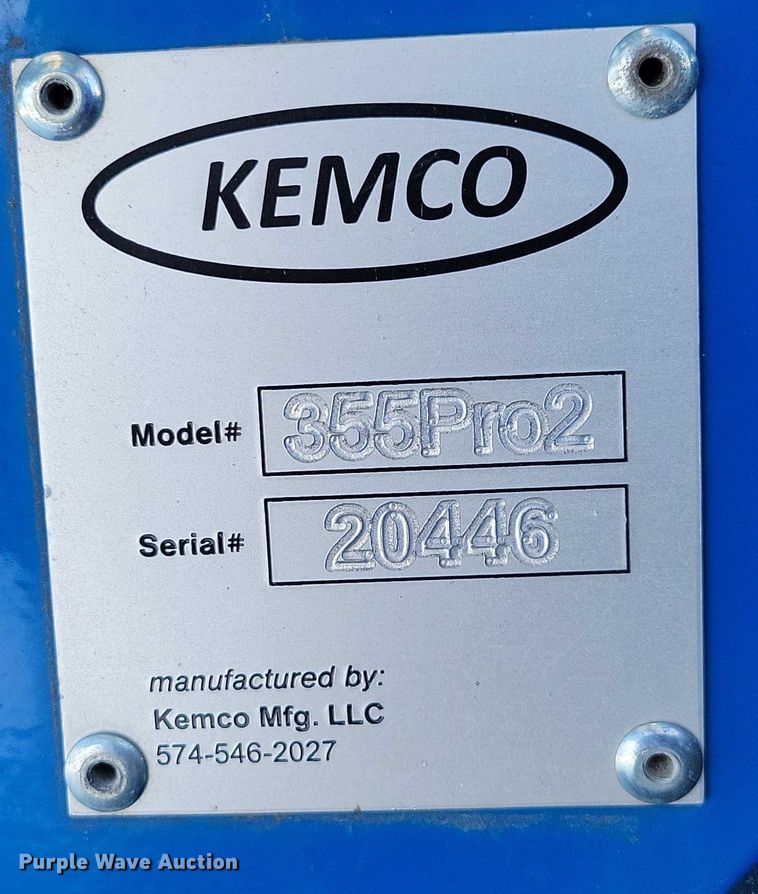 KEMCO
Model# 355Pro2
Serial# 20446
manufactured by:
Kemco Mfg. LLC
574-546-2027
Purple Wave Auction